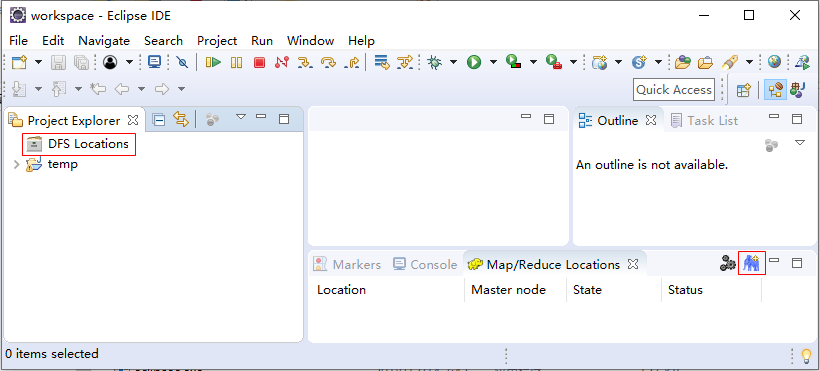 workspace - Eclipse IDE
File Edit Navigate Search Project Run Window Help
Quick Access
Project Explorer
DFS Locations
temp
Outline
Task List
An outline is not available.
Markers
Console
Map/Reduce Locations
Location Master node State Status
0 items selected